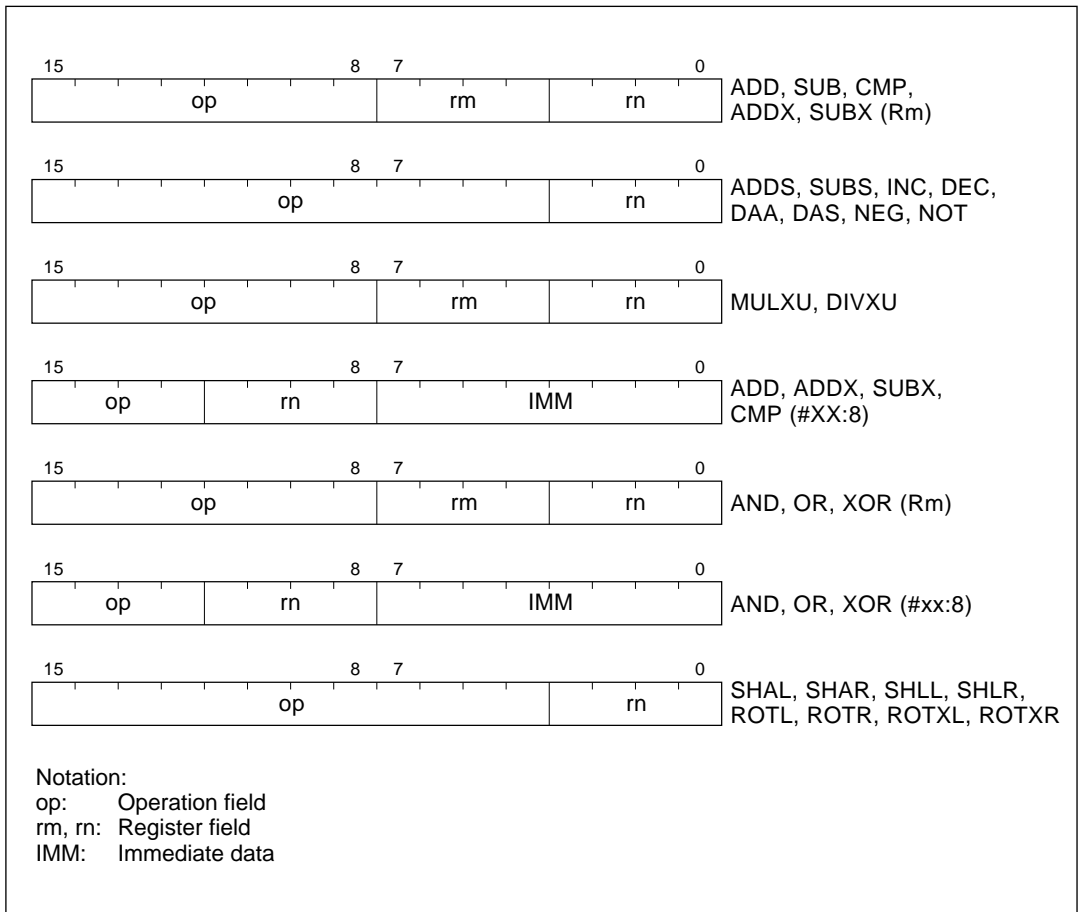 15 8 7 0
op rm rn
ADD, SUB, CMP,
ADDX, SUBX (Rm)
15 8 7 0
op rn
ADDS, SUBS, INC, DEC,
DAA, DAS, NEG, NOT
15 8 7 0
op rm rn
MULXU, DIVXU
15 8 7 0
op rn IMM
ADD, ADDX, SUBX,
CMP (#XX:8)
15 8 7 0
op rm rn
AND, OR, XOR (Rm)
15 8 7 0
op rn IMM
AND, OR, XOR (#xx:8)
15 8 7 0
op rn
SHAL, SHAR, SHLL, SHLR,
ROTL, ROTR, ROTXL, ROTXR
Notation:
op: Operation field
rm, rn: Register field
IMM: Immediate data